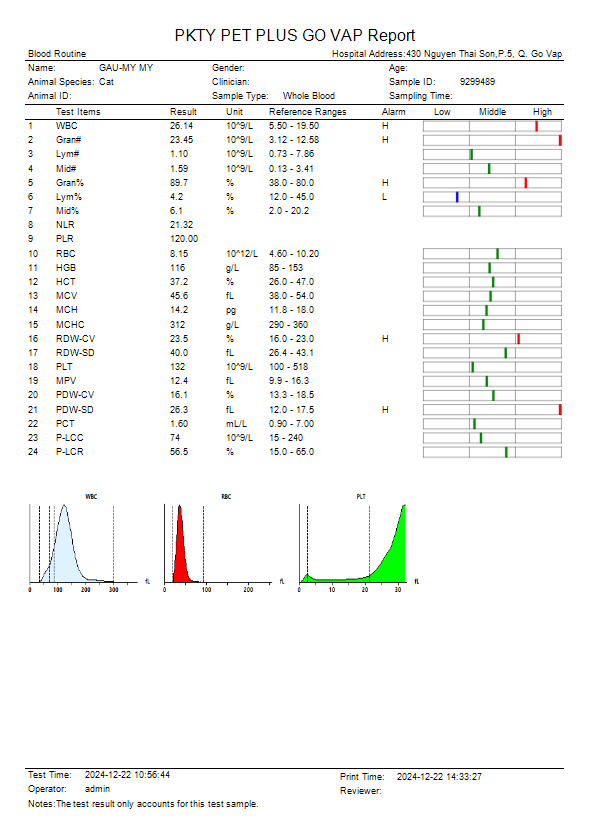 PKTY PET PLUS GO VAP Report
Blood Routine Hospital Address:430 Nguyen Thai Son,P.5, Q. Go Vap
Name: GAU-MY MY Gender: Age:
Animal Species: Cat Clinician: Sample ID: 9299489
Animal ID: Sample Type: Whole Blood Sampling Time:
Test Items Result Unit Reference Ranges Alarm Low Middle High
1 WBC 26.14 10^9/L 5.50 - 19.50 H
2 Gran# 23.45 10^9/L 3.12 - 12.58 H
3 Lym# 1.10 10^9/L 0.73 - 7.86
4 Mid# 1.59 10^9/L 0.13 - 3.41
5 Gran% 89.7 % 38.0 - 80.0 H
6 Lym% 4.2 % 12.0 - 45.0 L
7 Mid% 6.1 % 2.0 - 20.2
8 NLR 21.32
9 PLR 120.00
10 RBC 8.15 10^12/L 4.60 - 10.20
11 HGB 116 g/L 85 - 153
12 HCT 37.2 % 26.0 - 47.0
13 MCV 45.6 fL 38.0 - 54.0
14 MCH 14.2 pg 11.8 - 18.0
15 MCHC 312 g/L 290 - 360
16 RDW-CV 23.5 % 16.0 - 23.0 H
17 RDW-SD 40.0 fL 26.4 - 43.1
18 PLT 132 10^9/L 100 - 518
19 MPV 12.4 fL 9.9 - 16.3
20 PDW-CV 16.1 % 13.3 - 18.5
21 PDW-SD 26.3 fL 12.0 - 17.5 H
22 PCT 1.60 mL/L 0.90 - 7.00
23 P-LCC 74 10^9/L 15 - 240
24 P-LCR 56.5 % 15.0 - 65.0
WBC RBC PLT
fL fL fL
0 100 200 300 0 100 200 0 10 20 30
Test Time: 2024-12-22 10:56:44 Print Time: 2024-12-22 14:33:27
Operator: admin Reviewer:
Notes:The test result only accounts for this test sample.